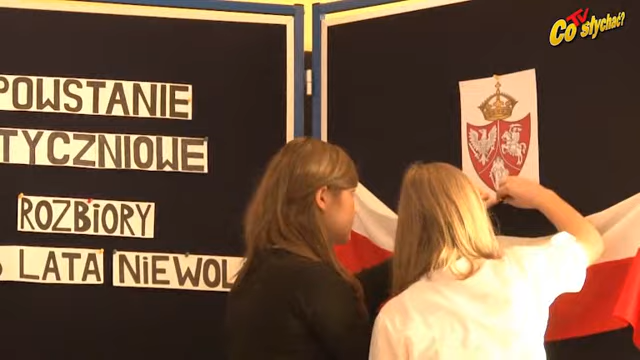 Co TV słychać?
POWSTANIE
TYCZNIOWE
ROZBiORY
LATA NiEWOL